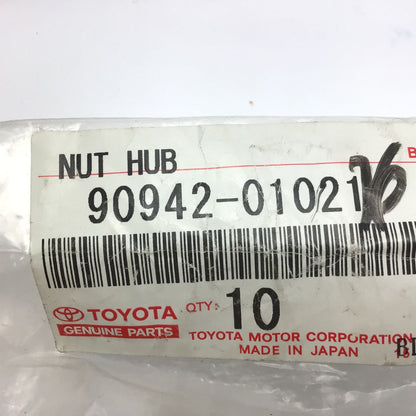 NUT HUB
90942-01021
TOYOTA QTY. 10
GENUINE PARTS
TOYOTA MOTOR CORPORATION
MADE IN JAPAN